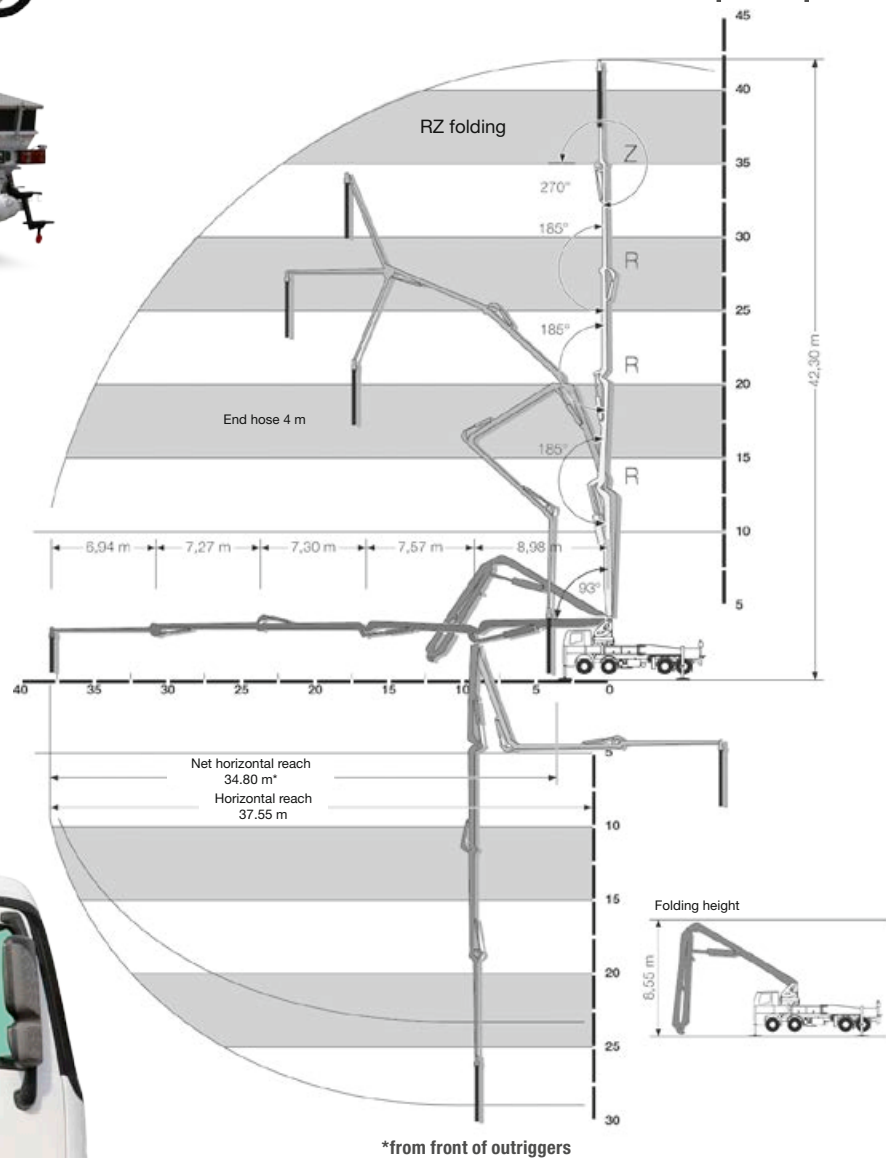 45
40
RZ folding
Z
35
270°
185°
30
R
25
185°
42,30 m
R
20
End hose 4 m
185°
15
R
10
6,94 m
7,27 m
7,30 m
7,57 m
8,98 m
93°
5
40 35 30 25 20 15 10 5 0
5
Net horizontal reach
34.80 m*
Horizontal reach
37.55 m
10
15
Folding height
20
25
30
*from front of outriggers